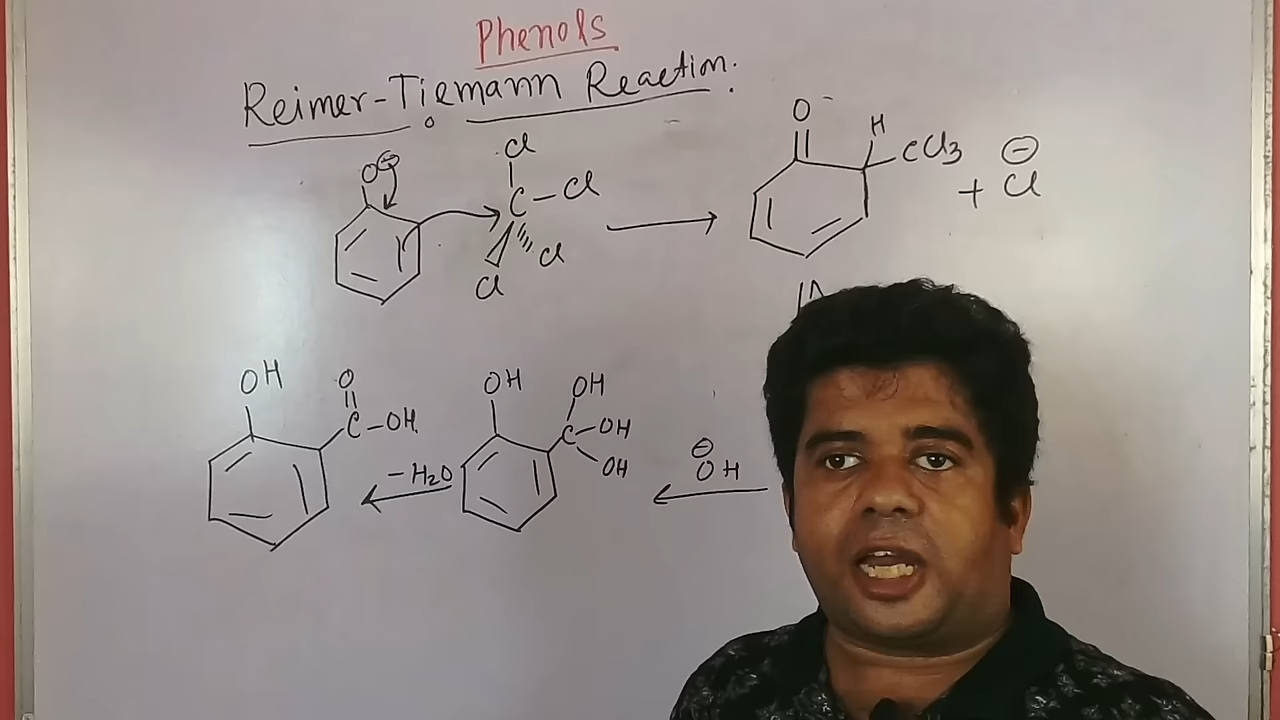 Phenols
Reimer-Tiemann Reaction.
O⊖
Cl
C-Cl
Cl
Cl
O
H
CCl3
+ Cl⊖
OH
O
C-OH
-H2O
OH
OH
C-OH
OH
⊖OH